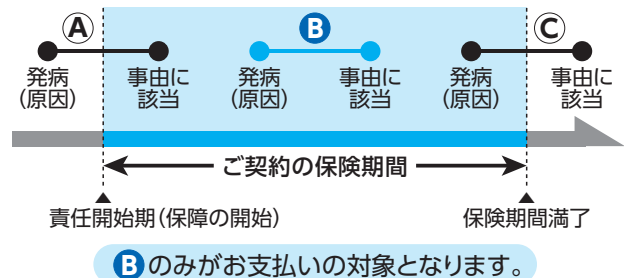 Ⓐ Ⓑ Ⓒ
発病 事由に 発病 事由に 発病 事由に
(原因) 該当 (原因) 該当 (原因) 該当
ご契約の保険期間
責任開始期(保障の開始) 保険期間満了
Ⓑのみがお支払いの対象となります。